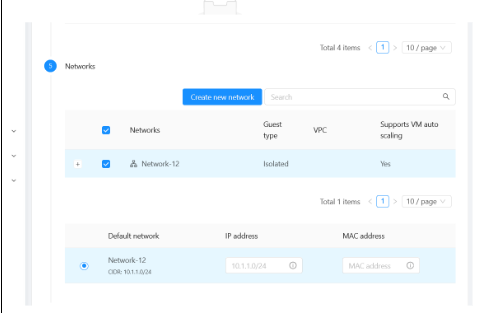 Total 4 items < 1 > 10 / page
5 Networks
Create new network Search
Networks Guest type VPC Supports VM auto scaling
+ Network-12 Isolated Yes
Total 1 items < 1 > 10 / page
Default network IP address MAC address
Network-12 10.1.1.0/24 MAC address
CIDR: 10.1.1.0/24